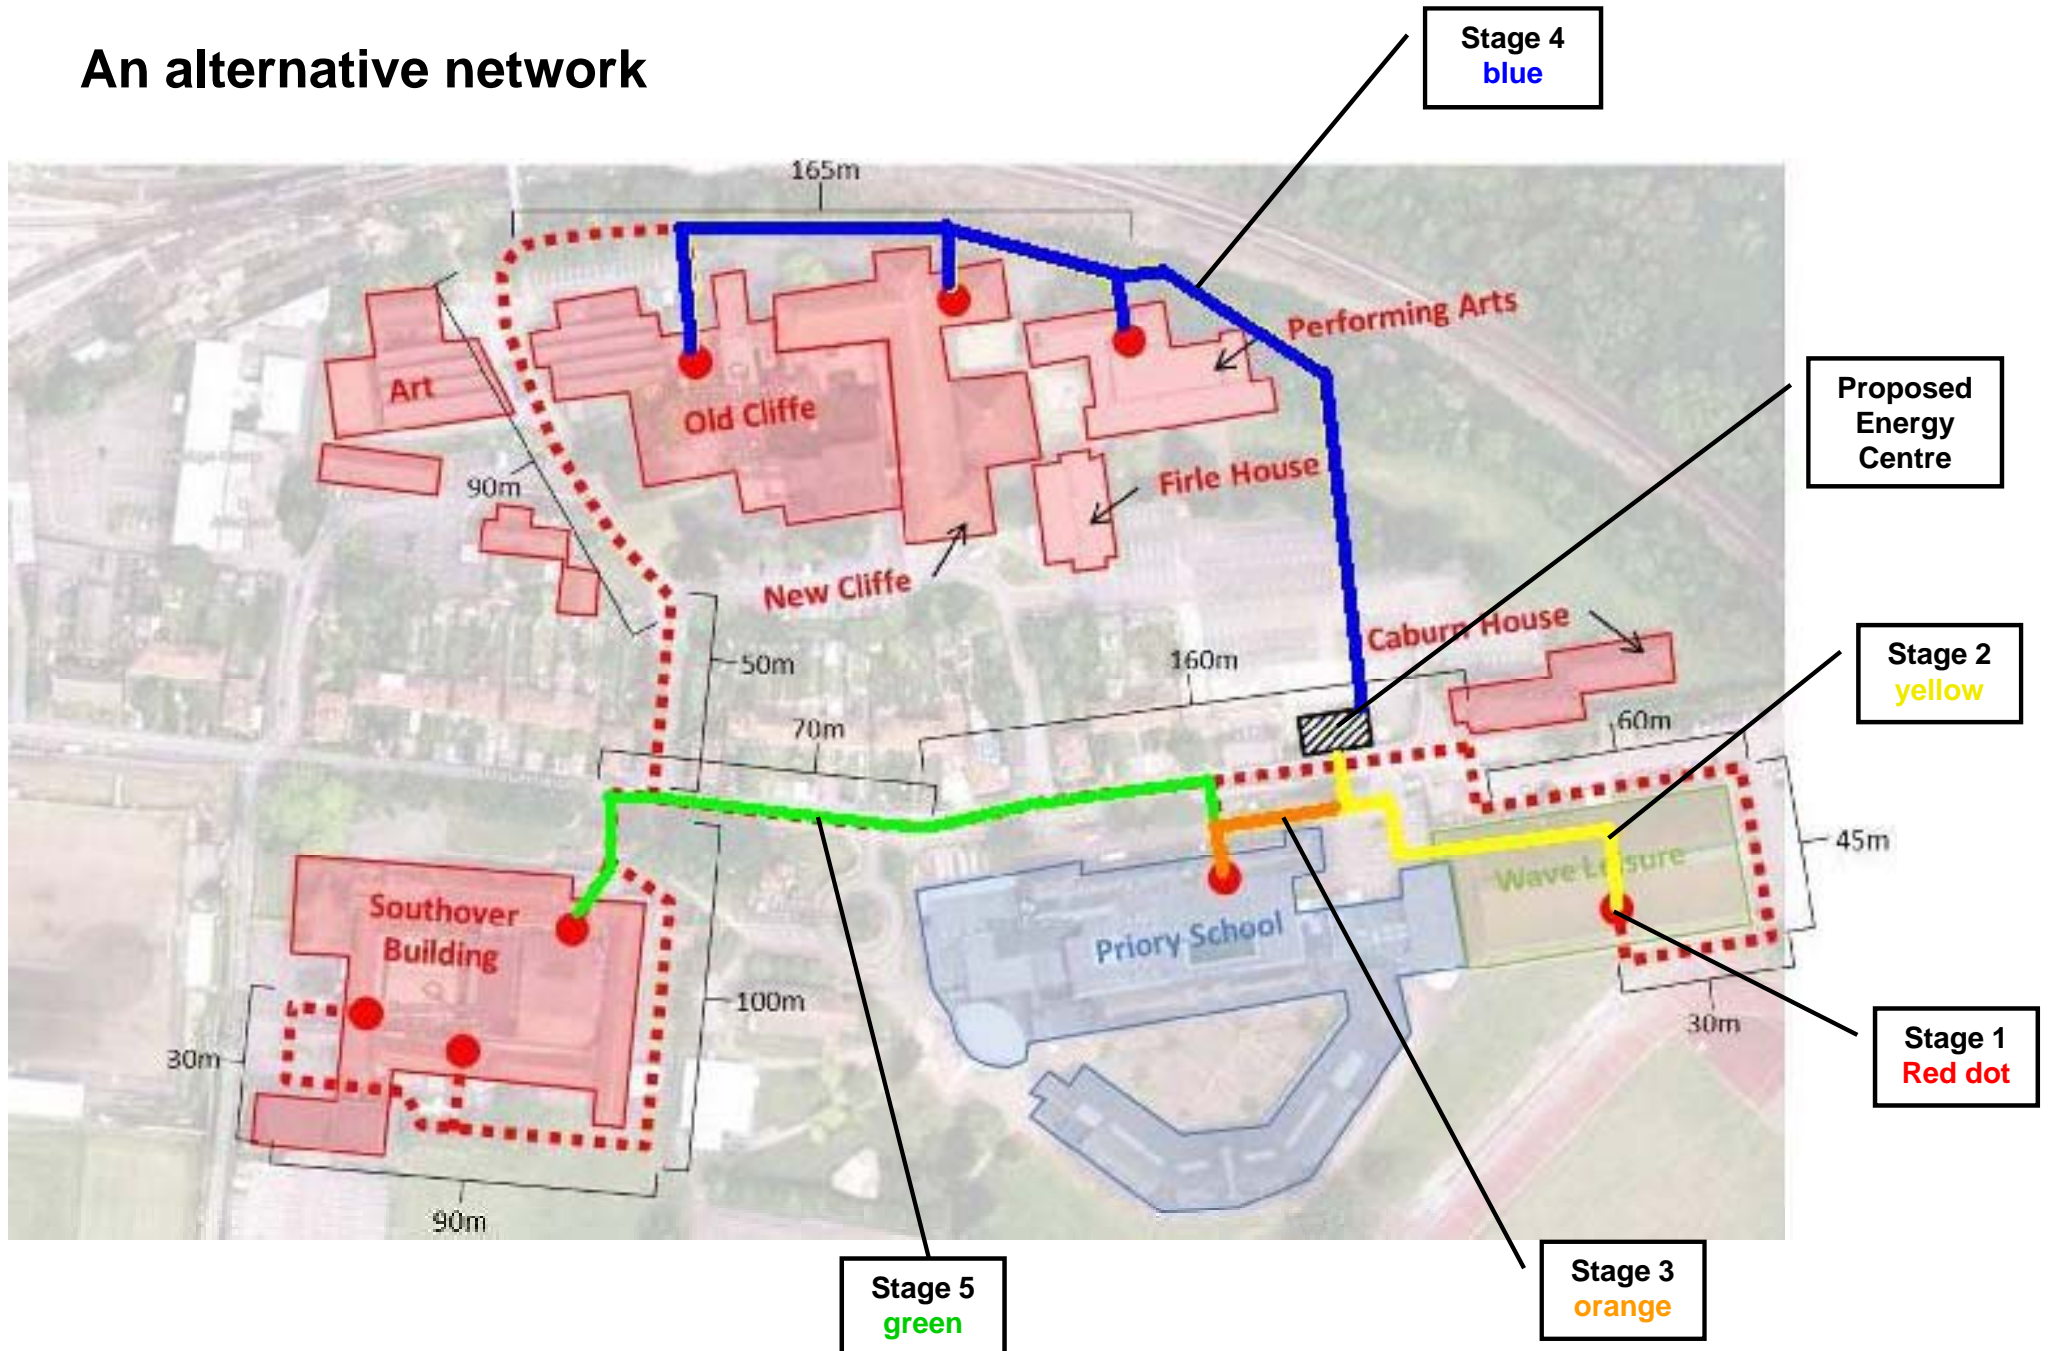 An alternative network
Stage 4
blue
165m
Performing Arts
Proposed
Energy
Centre
Art
Old Cliffe
90m
Firle House
New Cliffe
Caburn House
50m
160m
Stage 2
yellow
70m
60m
45m
Wave Leisure
Southover
Building
Priory School
100m
30m
30m
Stage 1
Red dot
90m
Stage 5
green
Stage 3
orange